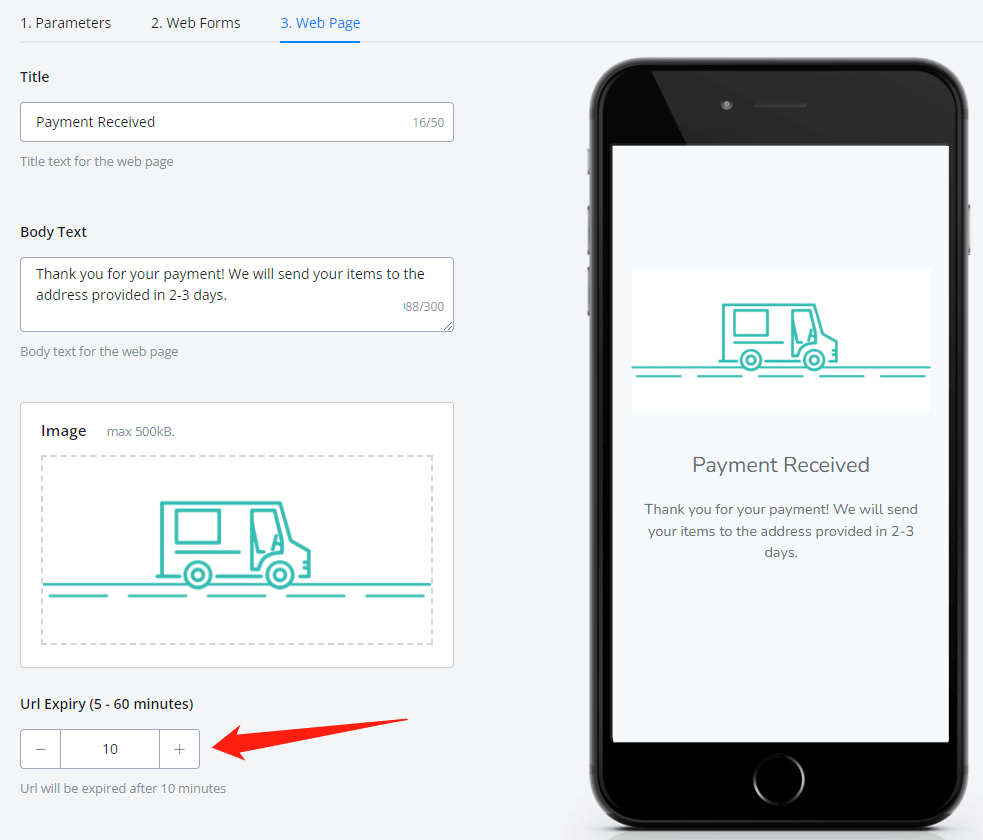 1. Parameters 2. Web Forms 3. Web Page
Title
Payment Received 16/50
Title text for the web page
Body Text
Thank you for your payment! We will send your items to the
address provided in 2-3 days.
88/300
Body text for the web page
Image max 500kB.
Url Expiry (5 - 60 minutes)
− 10 +
Url will be expired after 10 minutes
Payment Received
Thank you for your payment! We will send
your items to the address provided in 2-3
days.